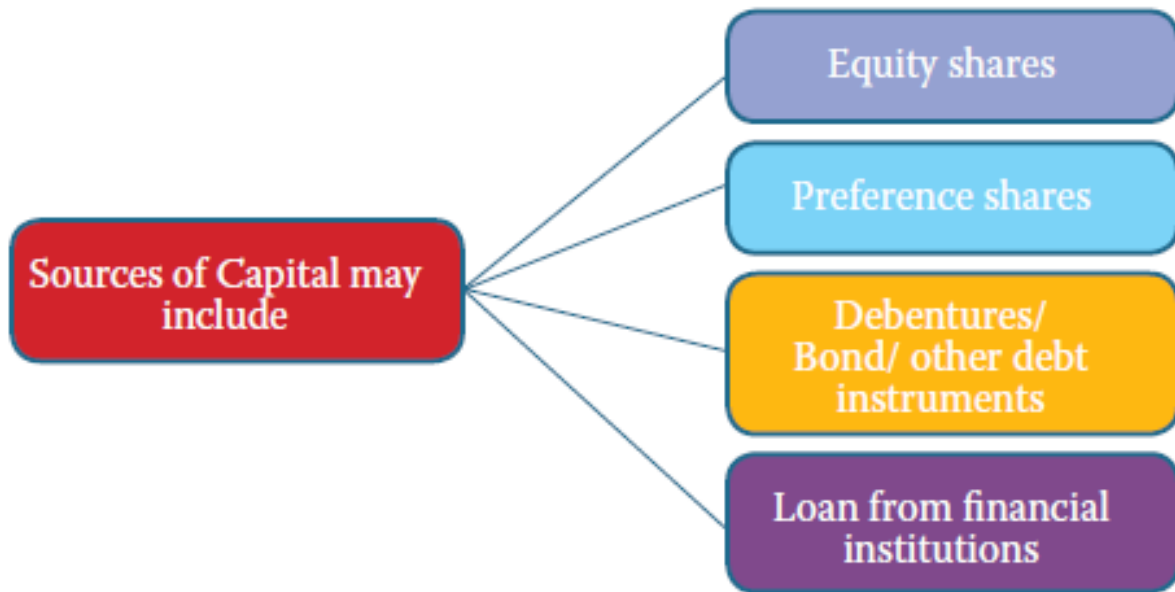 Sources of Capital may
include
Equity shares
Preference shares
Debentures/
Bond/ other debt
instruments
Loan from financial
institutions